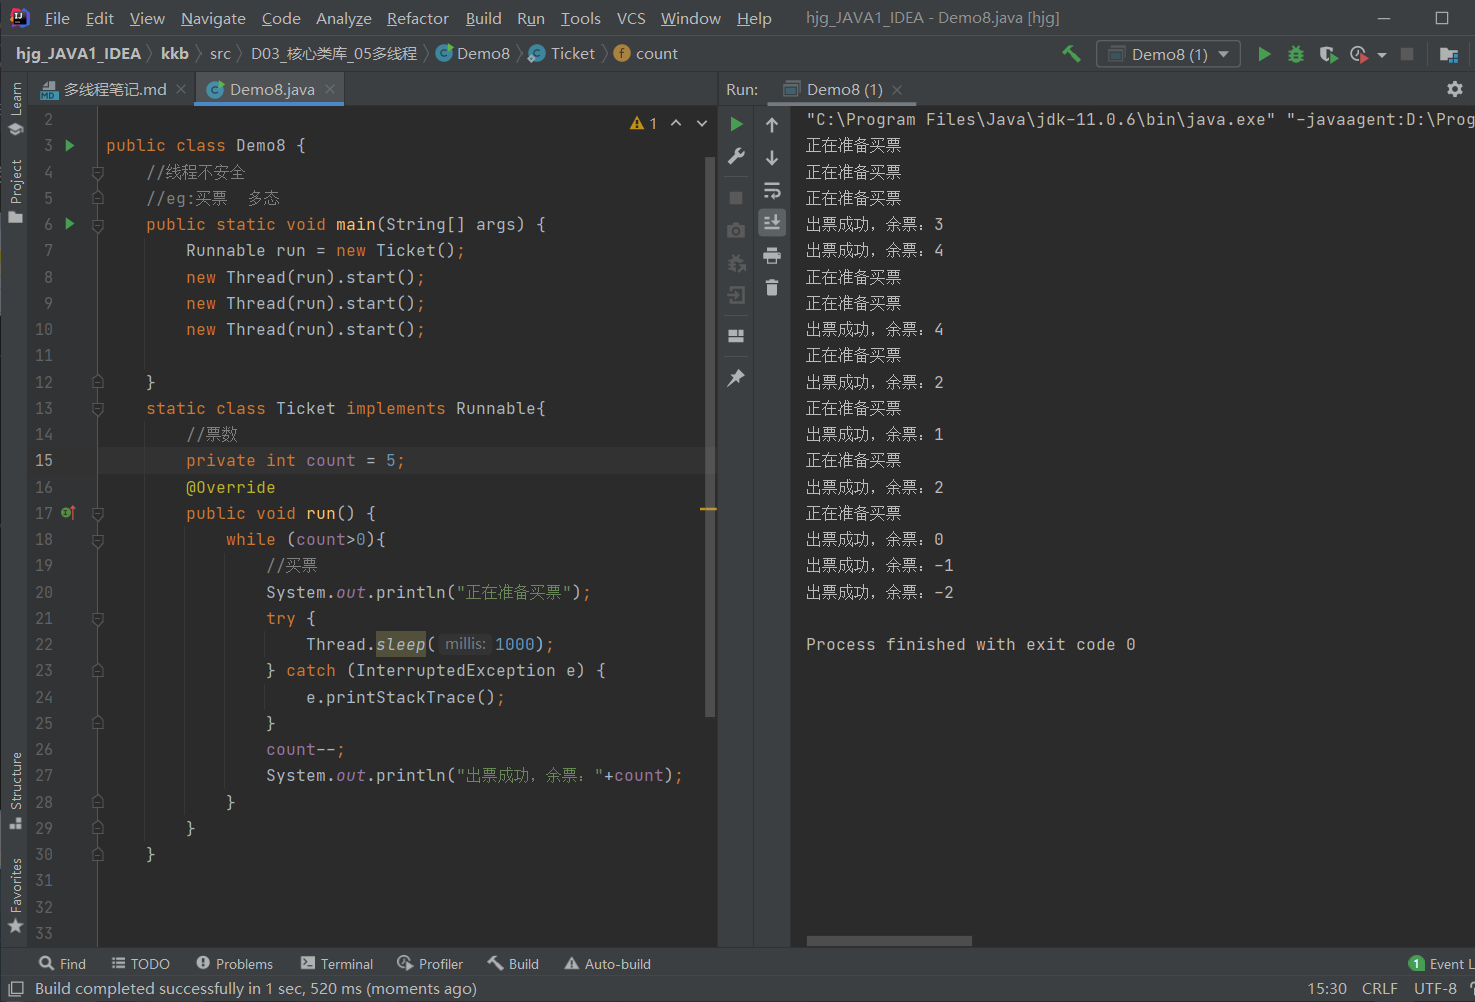 File Edit View Navigate Code Analyze Refactor Build Run Tools VCS Window Help hjg_JAVA1_IDEA - Demo8.java [hjg]
hjg_JAVA1_IDEA kkb src D03_核心类库_05多线程 Demo8 Ticket count Demo8 (1)
多线程笔记.md Demo8.java
Run: Demo8 (1)
Learn
Project
Structure
Favorites
1
2
3 public class Demo8 {
4 //线程不安全
5 //eg:买票 多态
6 public static void main(String[] args) {
7 Runnable run = new Ticket();
8 new Thread(run).start();
9 new Thread(run).start();
10 new Thread(run).start();
11
12 }
13 static class Ticket implements Runnable{
14 //票数
15 private int count = 5;
16 @Override
17 public void run() {
18 while (count>0){
19 //买票
20 System.out.println("正在准备买票");
21 try {
22 Thread.sleep( millis: 1000);
23 } catch (InterruptedException e) {
24 e.printStackTrace();
25 }
26 count--;
27 System.out.println("出票成功，余票："+count);
28 }
29 }
30 }
31
32
33
"C:\Program Files\Java\jdk-11.0.6\bin\java.exe" "-javaagent:D:\Prog
正在准备买票
正在准备买票
正在准备买票
出票成功，余票：3
出票成功，余票：4
正在准备买票
正在准备买票
出票成功，余票：4
正在准备买票
出票成功，余票：2
正在准备买票
出票成功，余票：1
正在准备买票
出票成功，余票：2
正在准备买票
出票成功，余票：0
出票成功，余票：-1
出票成功，余票：-2
Process finished with exit code 0
Find TODO Problems Terminal Profiler Build Auto-build 1 Event L
Build completed successfully in 1 sec, 520 ms (moments ago) 15:30 CRLF UTF-8